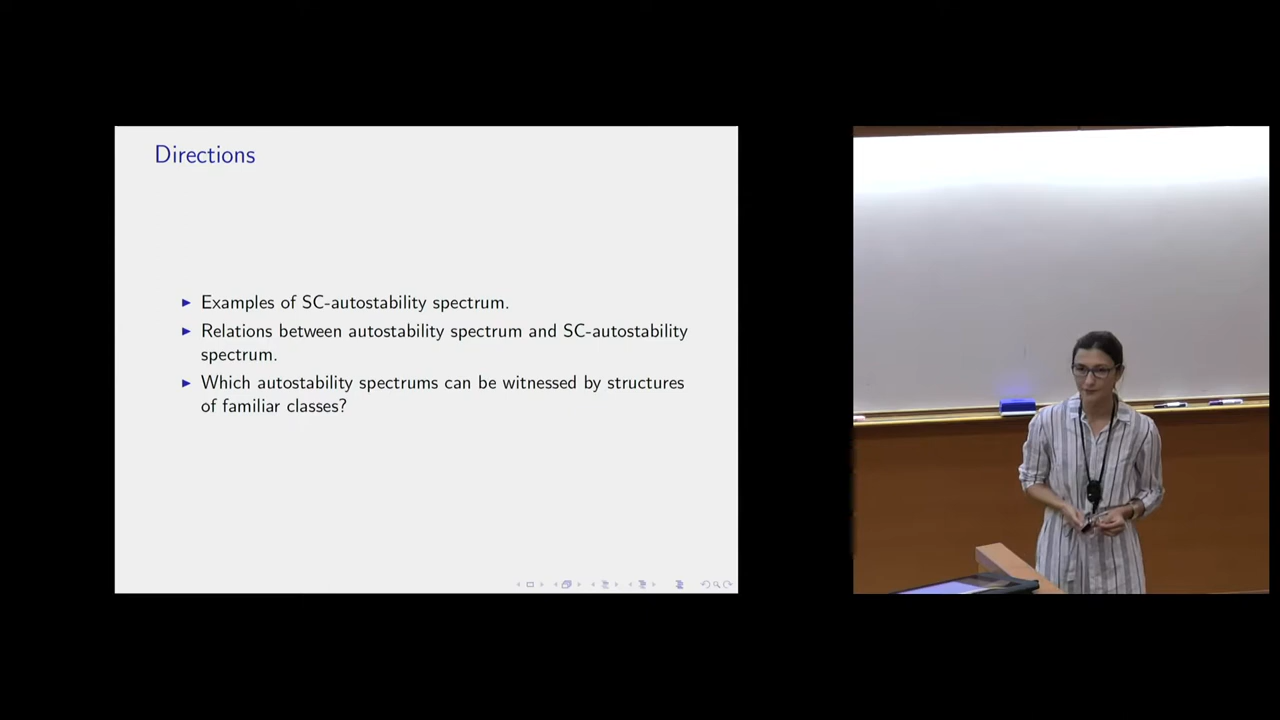 Directions
Examples of SC-autostability spectrum.
Relations between autostability spectrum and SC-autostability
spectrum.
Which autostability spectrums can be witnessed by structures
of familiar classes?